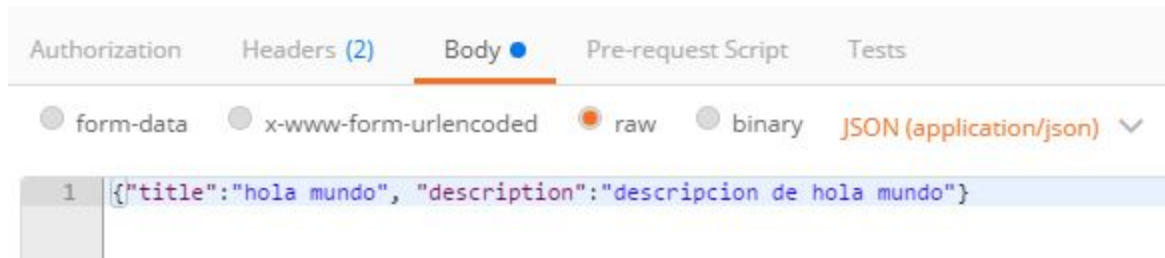 Authorization Headers (2) Body Pre-request Script Tests
form-data x-www-form-urlencoded raw binary JSON (application/json)
1 {"title":"hola mundo", "description":"descripcion de hola mundo"}